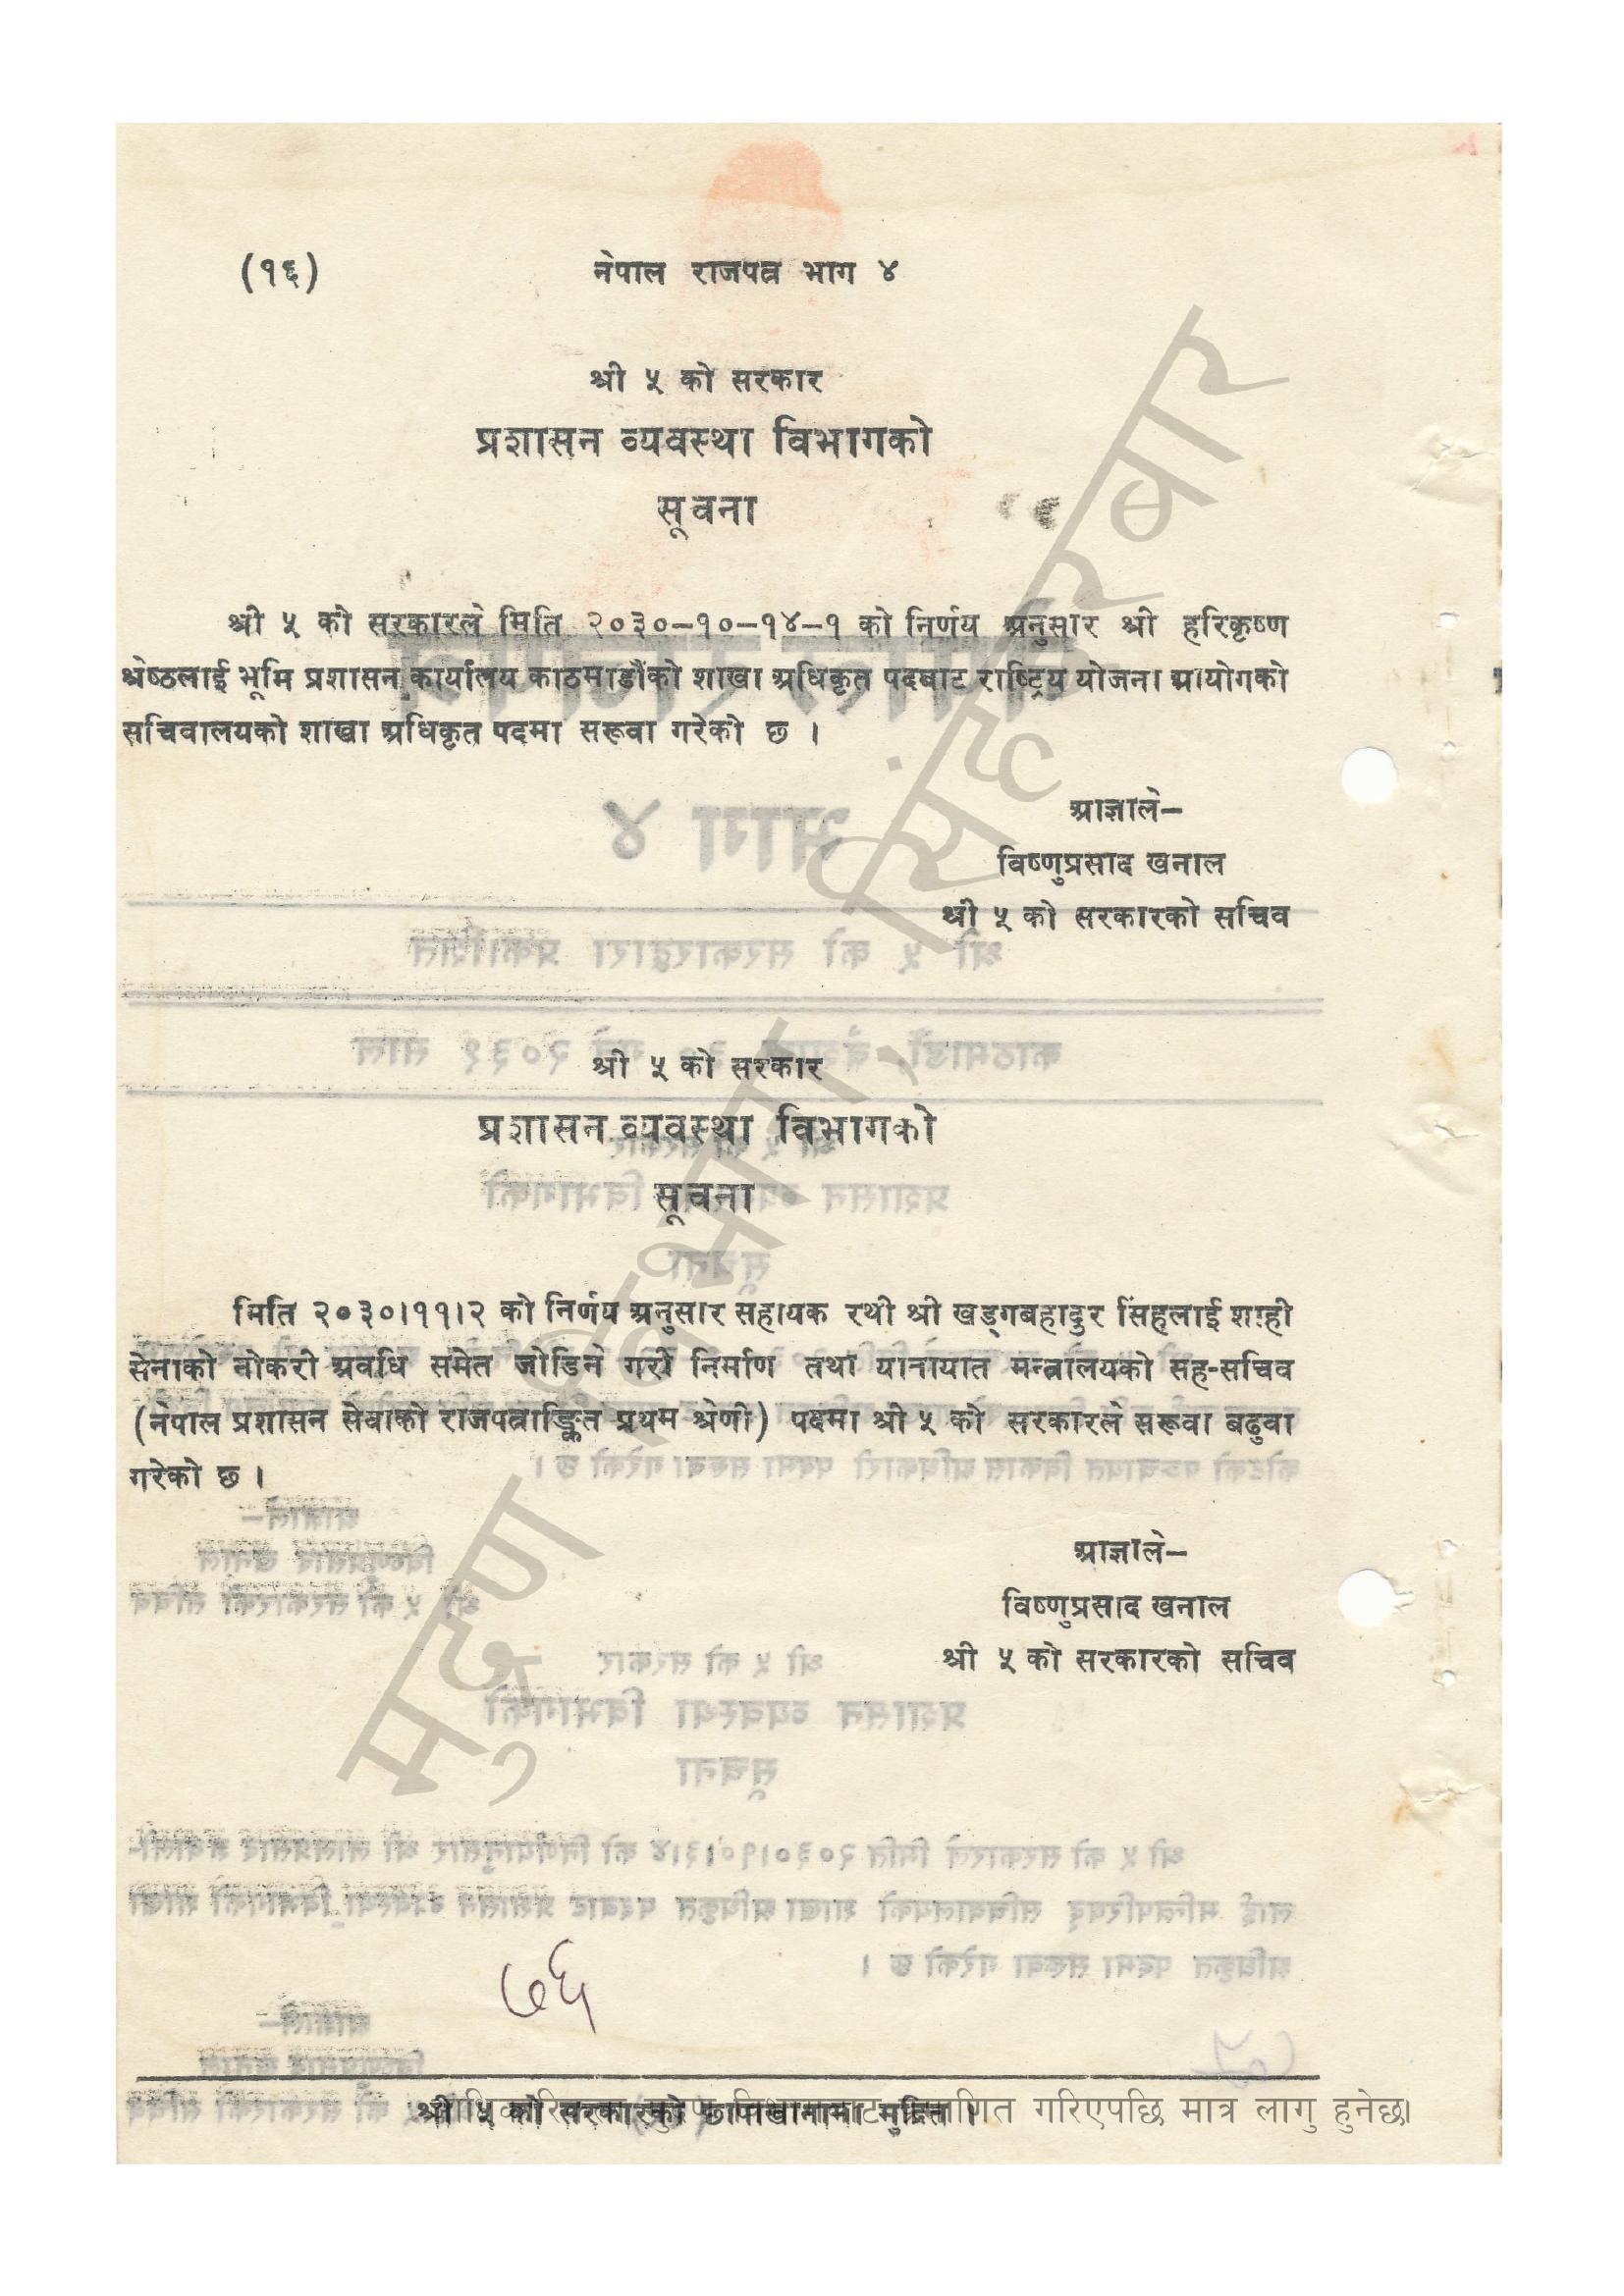 (१६) नेपाल राजपत्र भाग ४
श्री ५ को सरकार
प्रशासन व्यवस्था विभागको
सूचना
श्री ५ को सरकारले मिति २०३०–१०–१४–१ को निर्णय अनुसार श्री हरिकृष्ण
श्रेष्ठलाई भूमि प्रशासन कार्यालय काठमाडौंको शाखा अधिकृत पदबाट राष्ट्रिय योजना आयोगको
सचिवालयको शाखा अधिकृत पदमा सरूवा गरेको छ ।
आज्ञाले–
विष्णुप्रसाद खनाल
श्री ५ को सरकारको सचिव
श्री ५ को सरकार
प्रशासन व्यवस्था विभागको
सूचना
मिति २०३०।११।२ को निर्णय अनुसार सहायक रथी श्री खड्गबहादुर सिंहलाई शाही
सेनाको नोकरी अवधि समेत जोडिने गरी निर्माण तथा यातायात मन्त्रालयको सह-सचिव
(नेपाल प्रशासन सेवाको राजपत्राङ्कित प्रथम श्रेणी) पदमा श्री ५ को सरकारले सरूवा बढुवा
गरेको छ ।
आज्ञाले–
विष्णुप्रसाद खनाल
श्री ५ को सरकारको सचिव
७६
श्री ५ को सरकारको छापाखानामा मुद्रित ।
गरिएपछि मात्र लागु हुनेछ।
मुद्रण विभाग, सिंहदरबार